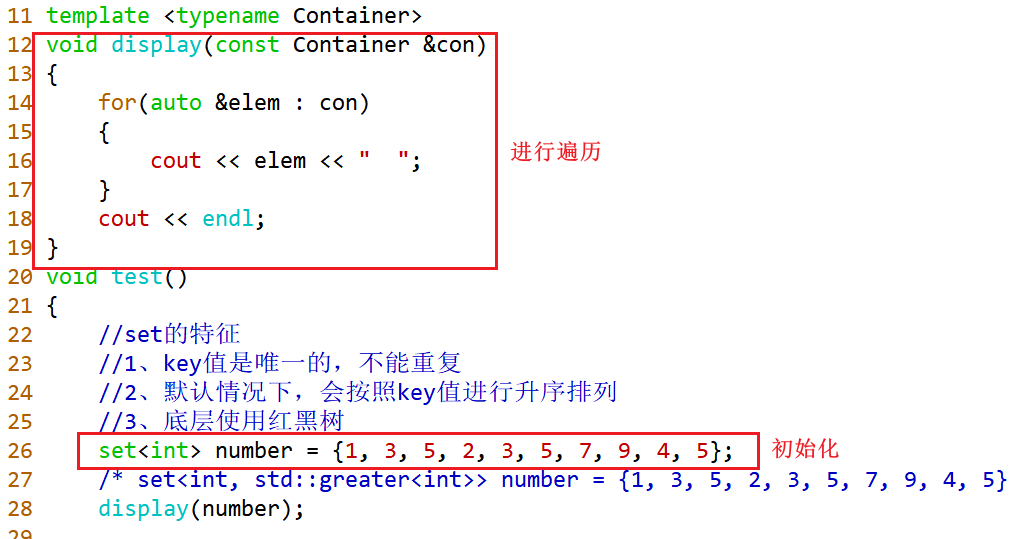 11 template <typename Container>
12 void display(const Container &con)
13 {
14     for(auto &elem : con)
15     {
16         cout << elem << "  ";
17     }
18     cout << endl;
19 }
进行遍历
20 void test()
21 {
22     //set的特征
23     //1、key值是唯一的，不能重复
24     //2、默认情况下，会按照key值进行升序排列
25     //3、底层使用红黑树
26     set<int> number = {1, 3, 5, 2, 3, 5, 7, 9, 4, 5};
初始化
27     /* set<int, std::greater<int>> number = {1, 3, 5, 2, 3, 5, 7, 9, 4, 5}
28     display(number);
29